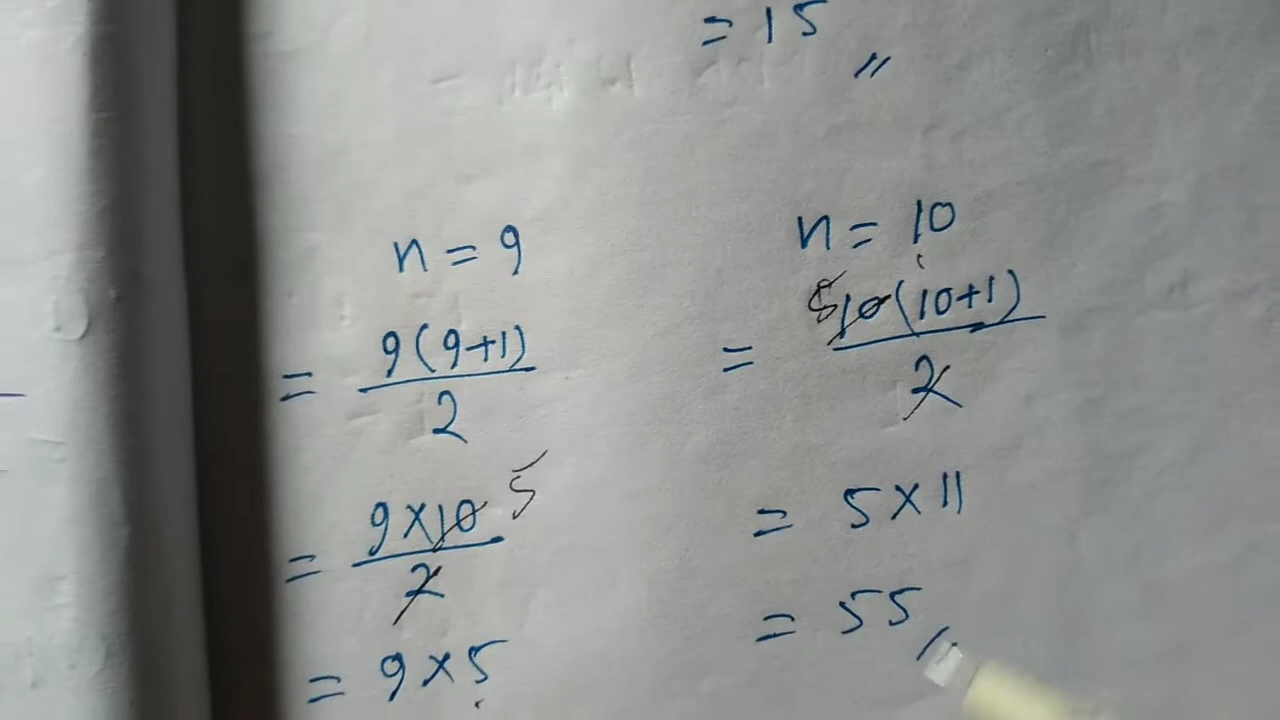 = 15 ,,
n = 9
= 9(9+1) / 2
= 9×10 5 / 2
= 9×5
n = 10
= 5 10(10+1) / 2
= 5×11
= 55 ,,